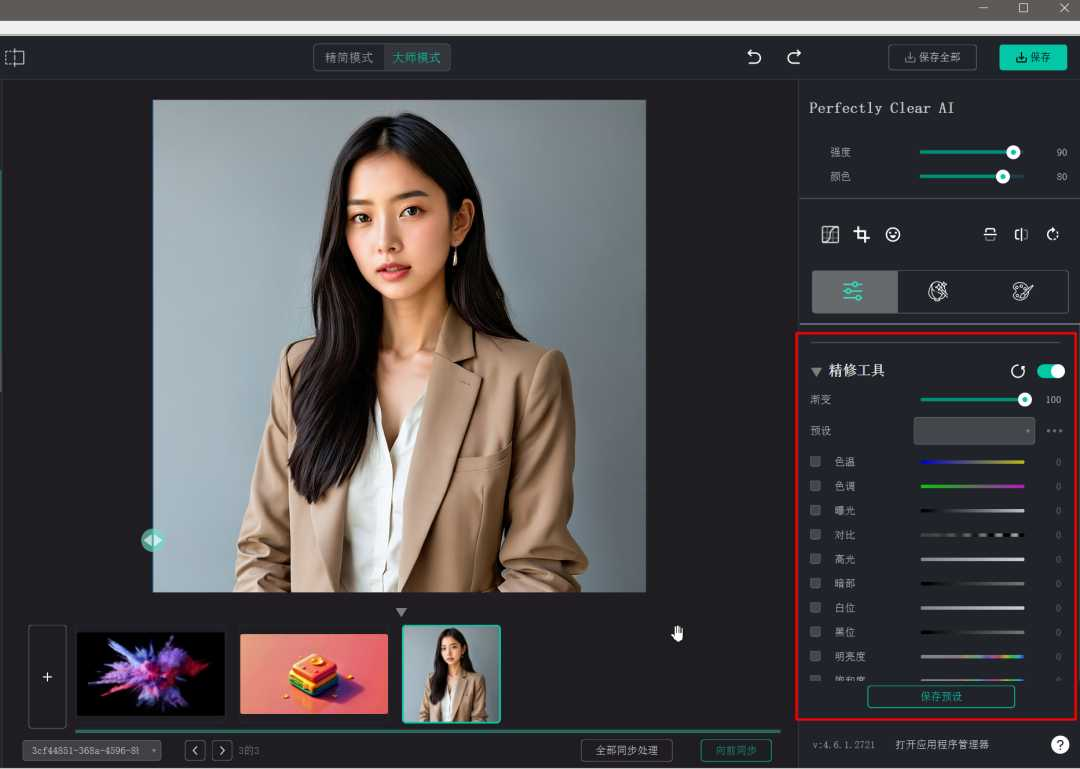 精简模式 大师模式 保存全部 保存
Perfectly Clear AI
强度 90
颜色 80
精修工具
渐变 100
预设
色温 0
色调 0
曝光 0
对比 0
高光 0
暗部 0
白位 0
黑位 0
明亮度 0
保存预设
3cf44851-368a-4596-8 3的3 全部同步处理 向前同步
v:4.6.1.2721 打开应用程序管理器 ?